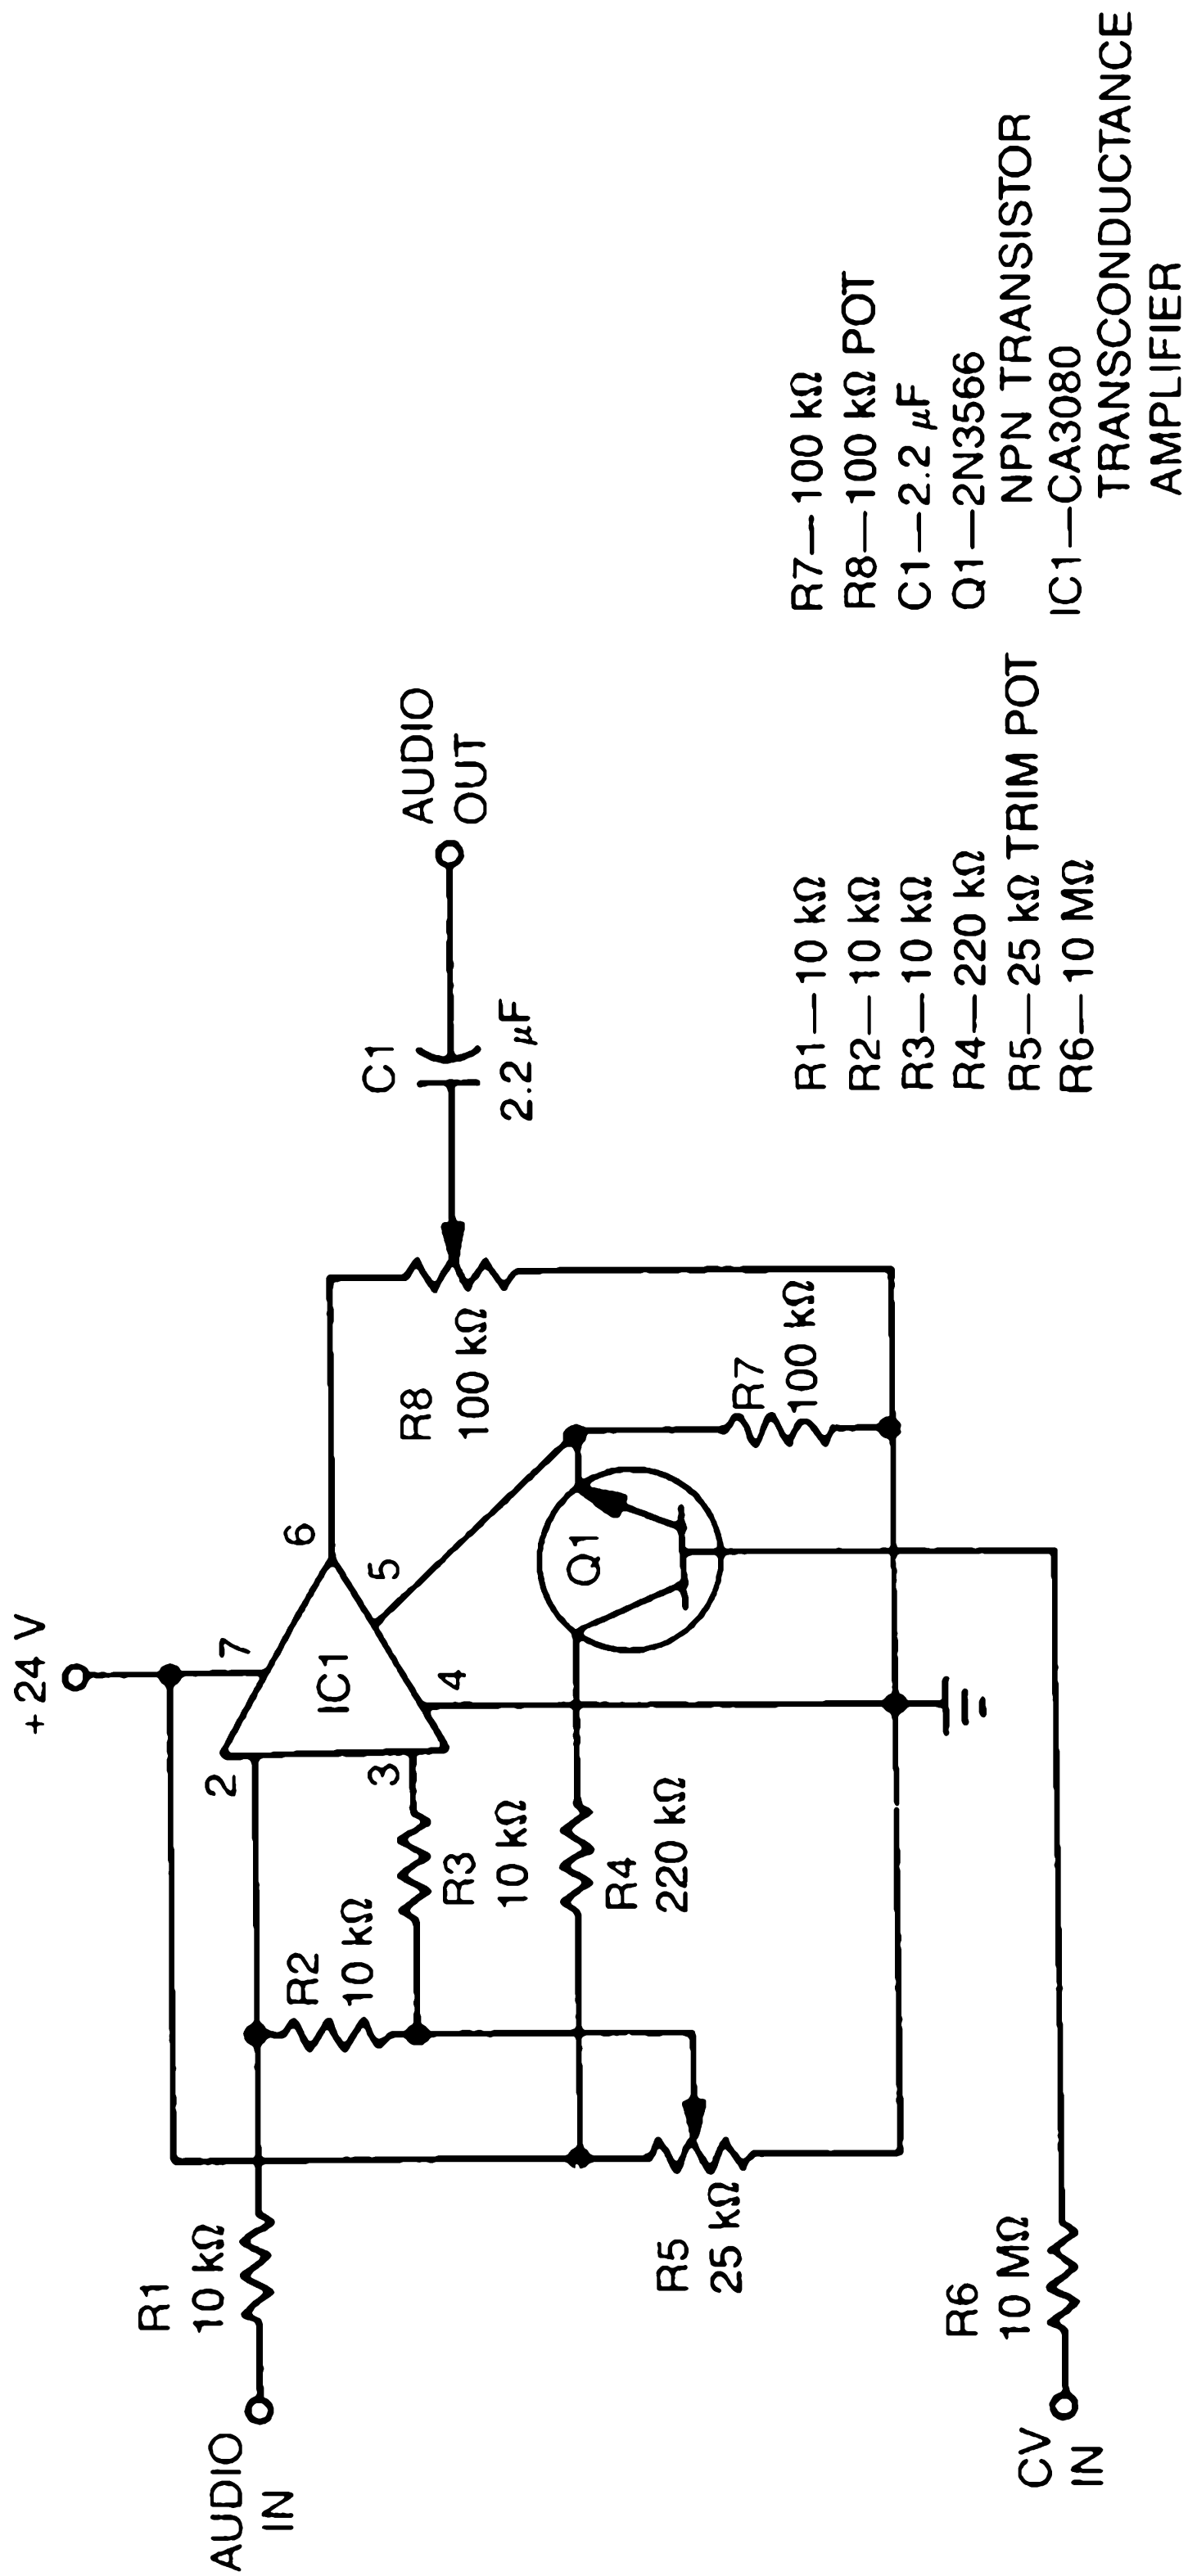 +24 V
R1
10 kΩ
AUDIO
IN
2
7
6
IC1
3
5
4
R2
10 kΩ
R3
10 kΩ
R8
100 kΩ
C1
2.2 μF
AUDIO
OUT
Q1
R4
220 kΩ
R7
100 kΩ
R5
25 kΩ
R6
10 MΩ
CV
IN
R1—10 kΩ
R2—10 kΩ
R3—10 kΩ
R4—220 kΩ
R5—25 kΩ TRIM POT
R6—10 MΩ
R7—100 kΩ
R8—100 kΩ POT
C1—2.2 μF
Q1—2N3566
NPN TRANSISTOR
IC1—CA3080
TRANSCONDUCTANCE
AMPLIFIER